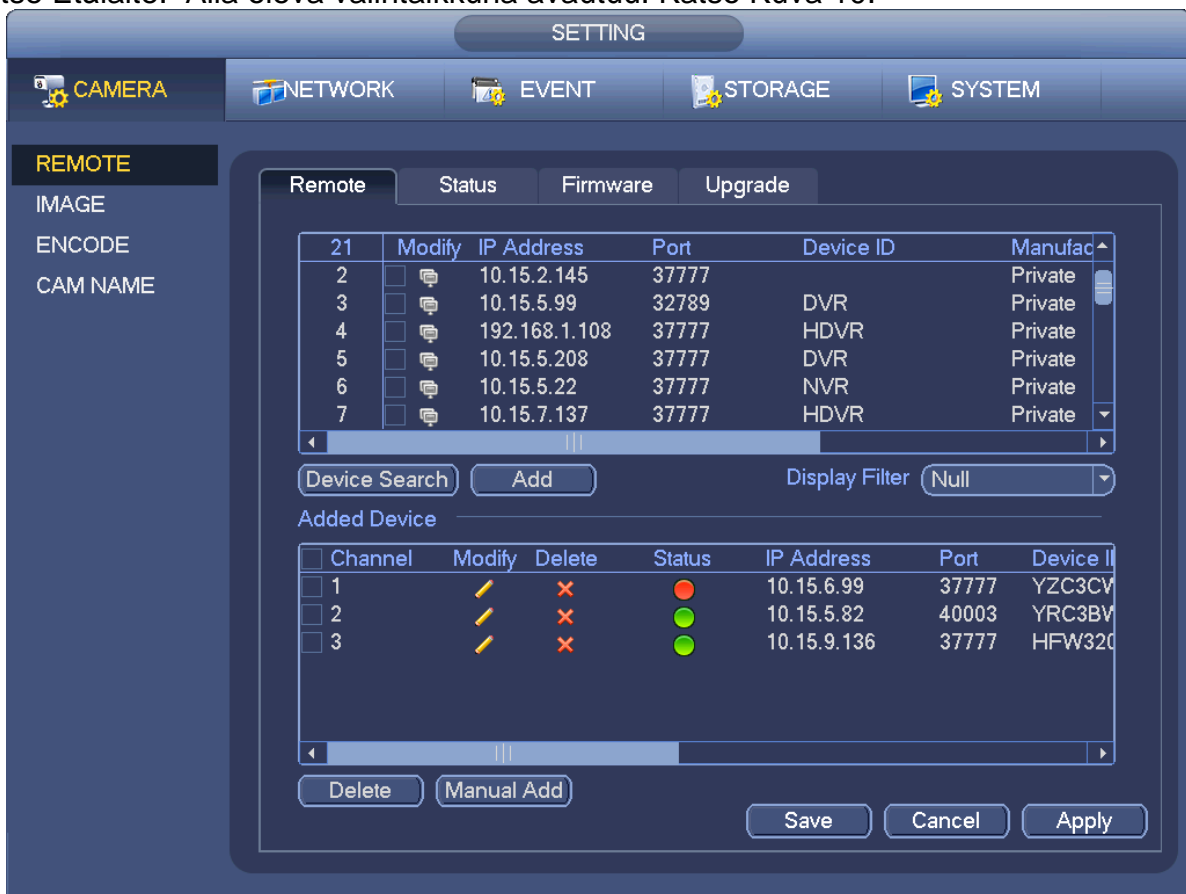 SETTING
CAMERA NETWORK EVENT STORAGE SYSTEM
REMOTE
IMAGE
ENCODE
CAM NAME
Remote Status Firmware Upgrade
21 Modify IP Address Port Device ID Manufac
2 10.15.2.145 37777 Private
3 10.15.5.99 32789 DVR Private
4 192.168.1.108 37777 HDVR Private
5 10.15.5.208 37777 DVR Private
6 10.15.5.22 37777 NVR Private
7 10.15.7.137 37777 HDVR Private
Device Search Add Display Filter Null
Added Device
Channel Modify Delete Status IP Address Port Device I
1 10.15.6.99 37777 YZC3CV
2 10.15.5.82 40003 YRC3BV
3 10.15.9.136 37777 HFW320
Delete Manual Add
Save Cancel Apply